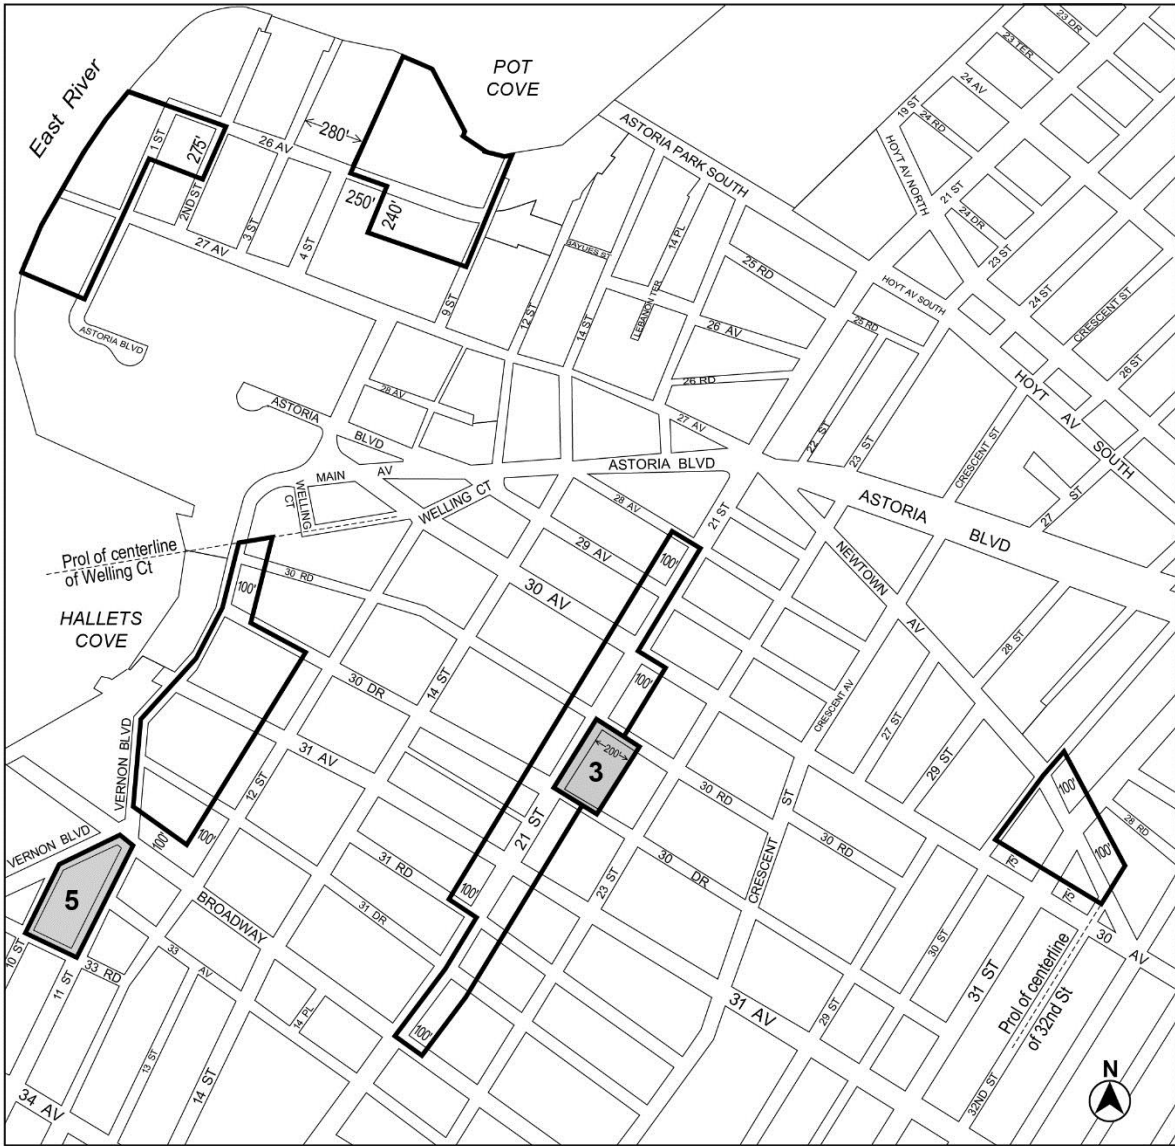 23 DR
23 TER
24 AV
19 ST
24 RD
POT
COVE
East River
ASTORIA PARK SOUTH
HOYT AV NORTH
21 ST
24 DR
23 ST
280'
1 ST
275'
26 AV
2ND ST
3 ST
4 ST
250'
240'
27 AV
9 ST
12 ST
14 ST
BAYLIES ST
14 PL
LEBANON TER
25 RD
26 AV
26 RD
27 AV
HOYT AV SOUTH
25 RD
24 ST
CRESCENT ST
26 ST
HOYT AV SOUTH
22 ST
23 ST
CRESCENT ST
27 ST
ASTORIA BLVD
28 AV
ASTORIA
BLVD
MAIN AV
WELLING CT
WELLING CT
ASTORIA BLVD
ASTORIA
BLVD
28 AV
21 ST
29 AV
30 AV
NEWTOWN
AV
Prol of centerline
of Welling Ct
30 RD
100'
HALLETS
COVE
100'
100'
28 ST
28 ST
CRESCENT AV
27 ST
29 ST
14 ST
30 DR
31 AV
12 ST
VERNON BLVD
VERNON BLVD
100'
100'
200'
3
30 RD
30 RD
CRESCENT
ST
100'
100'
28 RD
21 ST
31 RD
31 DR
100'
30 DR
23 ST
5
BROADWAY
33 AV
33 RD
10 ST
11 ST
13 ST
14 PL
14 ST
34 AV
100'
31 AV
29 ST
30 ST
31 ST
30 AV
Prol of centerline
of 32nd St
32ND ST
N